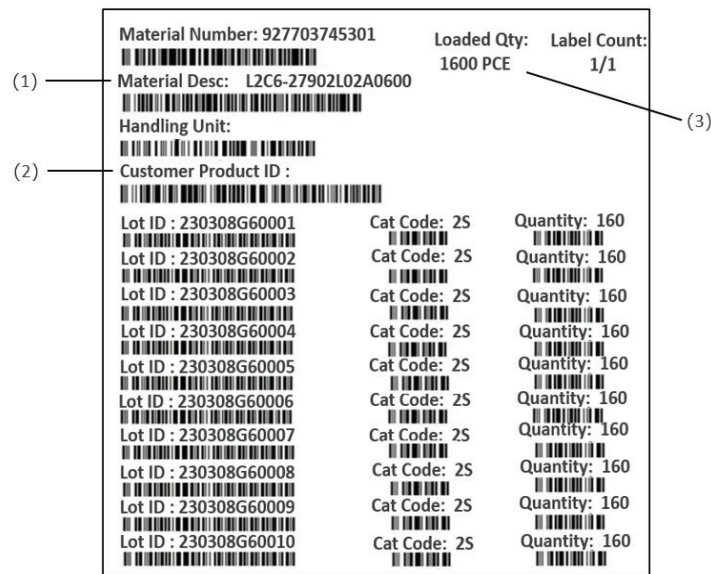 Material Number: 927703745301
Loaded Qty: Label Count:
1600 PCE 1/1
(1)
Material Desc: L2C6-27902L02A0600
(3)
Handling Unit:
(2)
Customer Product ID :
Lot ID : 230308G60001 Cat Code: 2S Quantity: 160
Lot ID : 230308G60002 Cat Code: 2S Quantity: 160
Lot ID : 230308G60003 Cat Code: 2S Quantity: 160
Lot ID : 230308G60004 Cat Code: 2S Quantity: 160
Lot ID : 230308G60005 Cat Code: 2S Quantity: 160
Lot ID : 230308G60006 Cat Code: 2S Quantity: 160
Lot ID : 230308G60007 Cat Code: 2S Quantity: 160
Lot ID : 230308G60008 Cat Code: 2S Quantity: 160
Lot ID : 230308G60009 Cat Code: 2S Quantity: 160
Lot ID : 230308G60010 Cat Code: 2S Quantity: 160